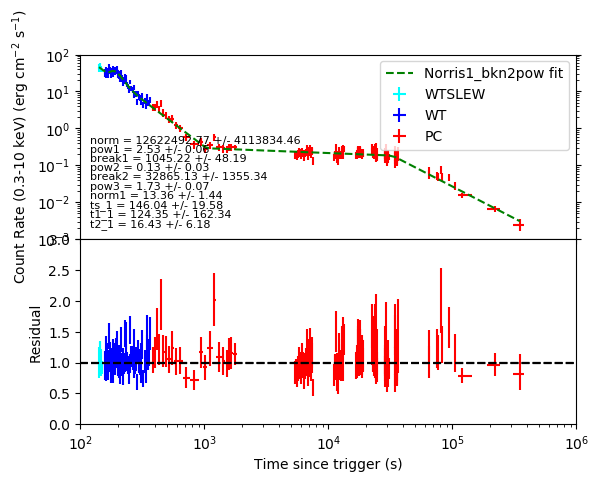 Count Rate (0.3-10 keV) (erg cm⁻² s⁻¹)
10²
10¹
10⁰
10⁻¹
10⁻²
10⁻³
Norris1_bkn2pow fit
WTSLEW
WT
PC
norm = 12622492.77 +/- 4113834.46
pow1 = 2.53 +/- 0.06
break1 = 1045.22 +/- 48.19
pow2 = 0.13 +/- 0.03
break2 = 32865.13 +/- 1355.34
pow3 = 1.73 +/- 0.07
norm1 = 13.36 +/- 1.44
ts_1 = 146.04 +/- 19.58
t1_1 = 124.35 +/- 162.34
t2_1 = 16.43 +/- 6.18
Residual
3.0
2.5
2.0
1.5
1.0
0.5
0.0
10² 10³ 10⁴ 10⁵ 10⁶
Time since trigger (s)